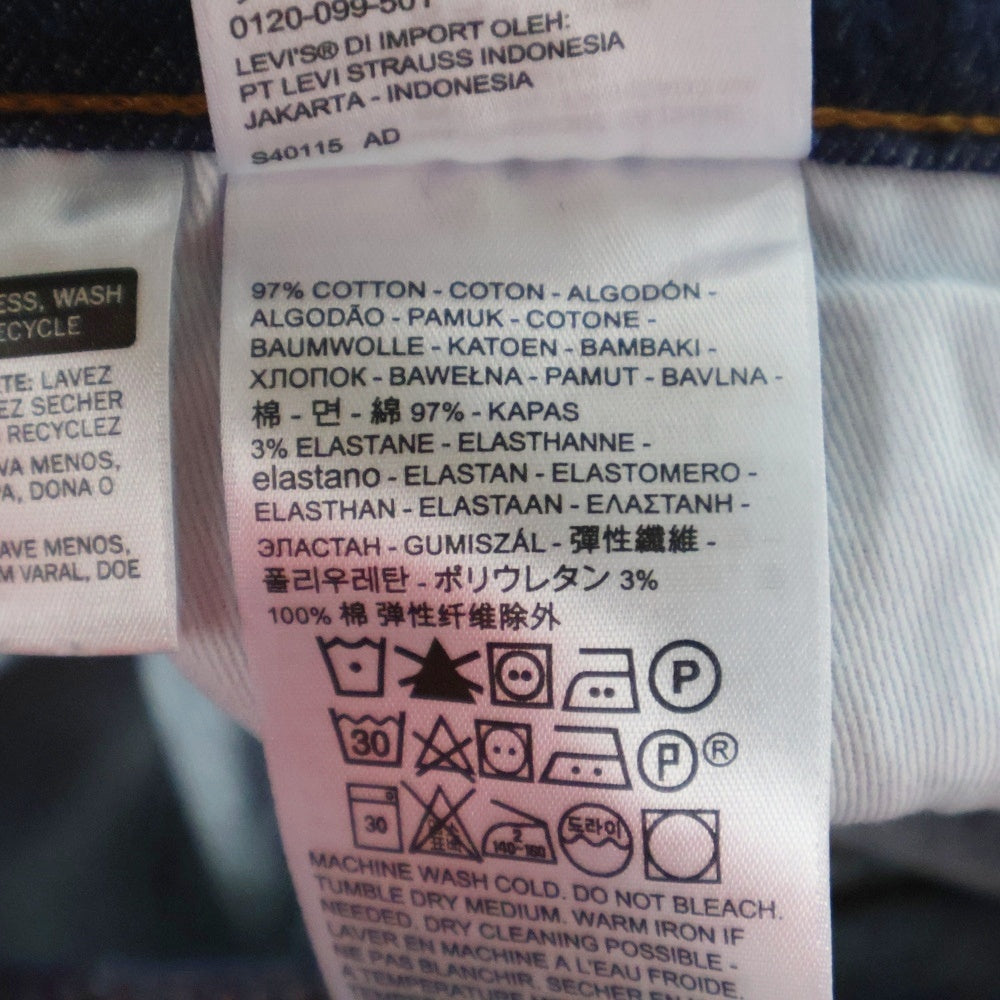 0120-099-501
LEVI'S® DI IMPORT OLEH:
PT LEVI STRAUSS INDONESIA
JAKARTA - INDONESIA
S40115 AD
ESS, WASH
ECYCLE
TE: LAVEZ
EZ SECHER
RECYCLEZ
VA MENOS,
PA, DONA O
AVE MENOS,
M VARAL, DOE
97% COTTON - COTON - ALGODÓN -
ALGODÃO - PAMUK - COTONE -
BAUMWOLLE - KATOEN - BAMBAKI -
ХЛОПОК - BAWEŁNA - PAMUT - BAVLNA -
棉 - 면 - 綿 97% - KAPAS
3% ELASTANE - ELASTHANNE -
elastano - ELASTAN - ELASTOMERO -
ELASTHAN - ELASTAAN - ΕΛΑΣΤΑΝΗ -
ЭЛАСТАН - GUMISZÁL - 彈性纖維 -
폴리우레탄 - ポリウレタン 3%
100% 棉 弹性纤维除外
P
30 P ®
30 2 140~160 도라이
MACHINE WASH COLD. DO NOT BLEACH.
TUMBLE DRY MEDIUM. WARM IRON IF
NEEDED. DRY CLEANING POSSIBLE -
LAVER EN MACHINE A L'EAU FROIDE.
NE PAS BLANCHIR. SECHER EN